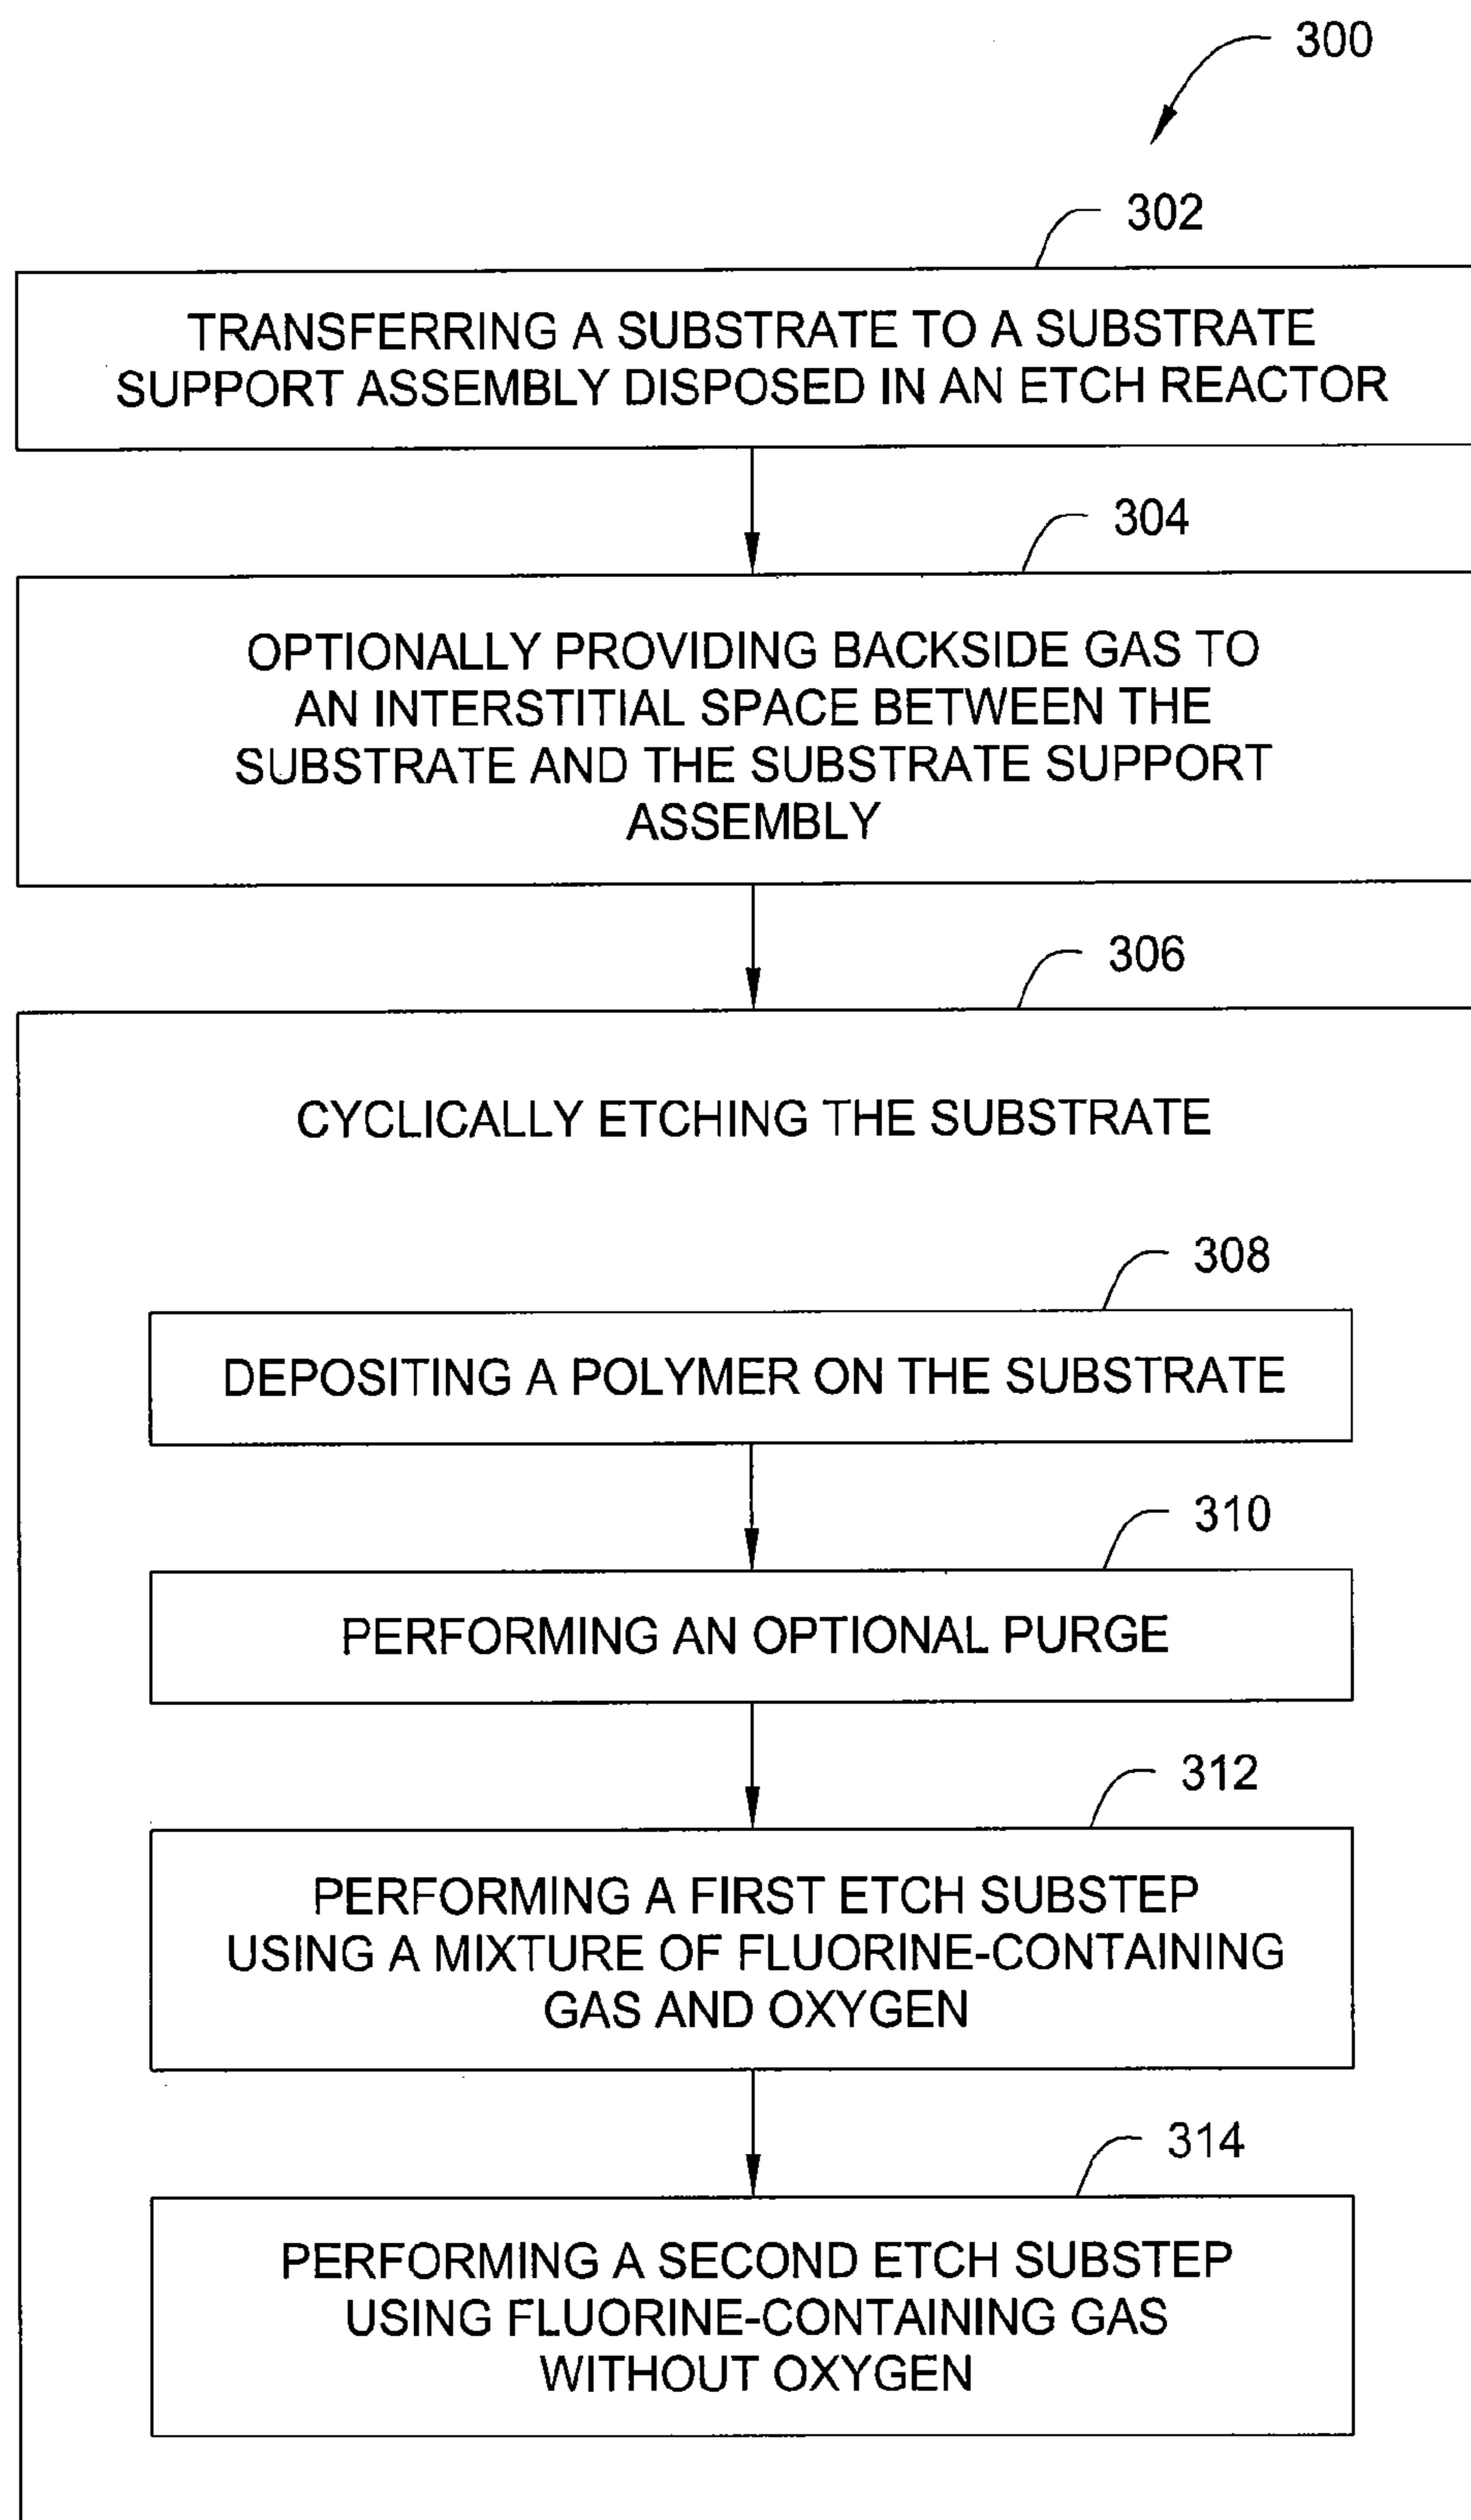 300
302
TRANSFERRING A SUBSTRATE TO A SUBSTRATE
SUPPORT ASSEMBLY DISPOSED IN AN ETCH REACTOR
304
OPTIONALLY PROVIDING BACKSIDE GAS TO
AN INTERSTITIAL SPACE BETWEEN THE
SUBSTRATE AND THE SUBSTRATE SUPPORT
ASSEMBLY
306
CYCLICALLY ETCHING THE SUBSTRATE
308
DEPOSITING A POLYMER ON THE SUBSTRATE
310
PERFORMING AN OPTIONAL PURGE
312
PERFORMING A FIRST ETCH SUBSTEP
USING A MIXTURE OF FLUORINE-CONTAINING
GAS AND OXYGEN
314
PERFORMING A SECOND ETCH SUBSTEP
USING FLUORINE-CONTAINING GAS
WITHOUT OXYGEN